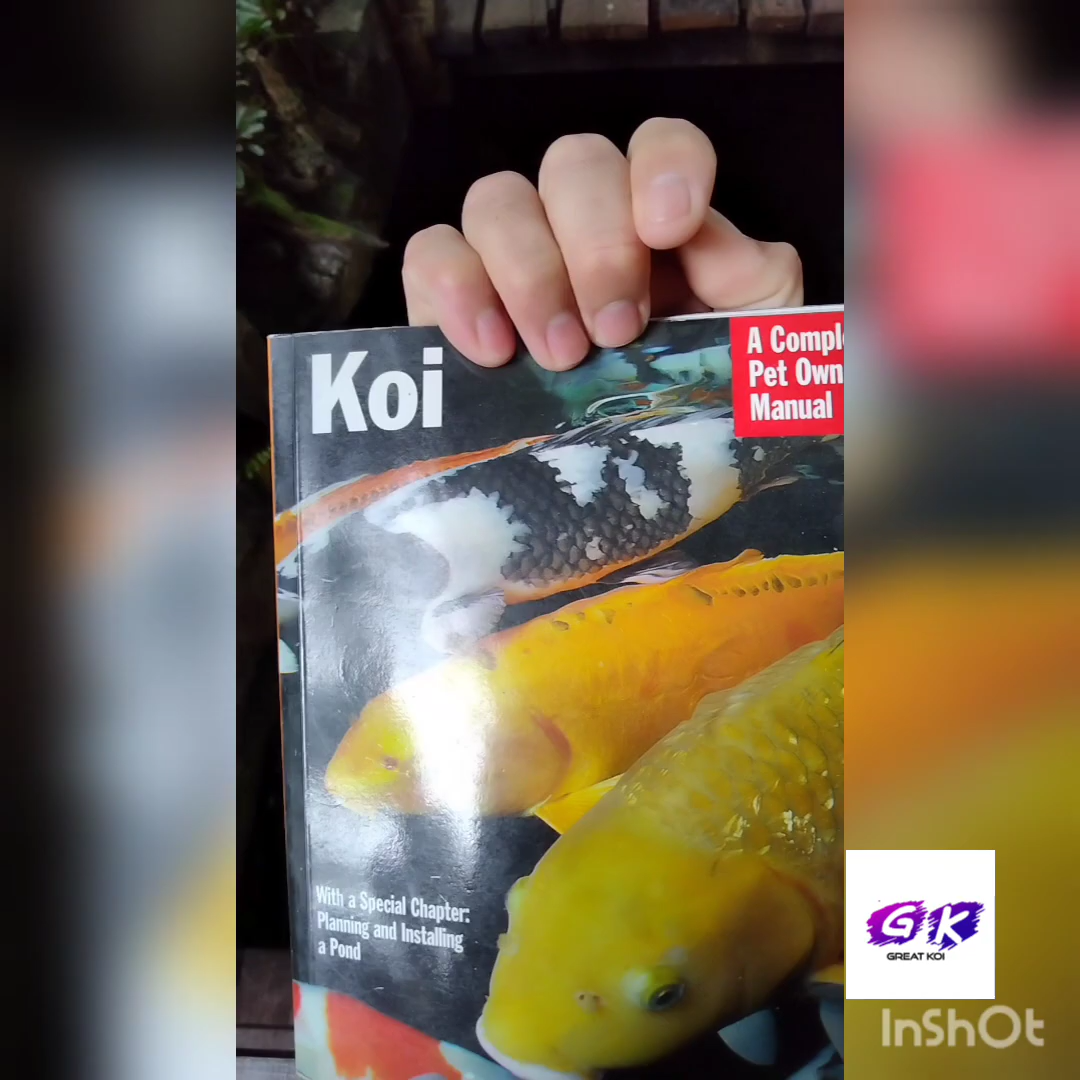 Koi
A Compl
Pet Own
Manual
With a Special Chapter:
Planning and Installing
a Pond
GK
GREAT KOI
InShOt